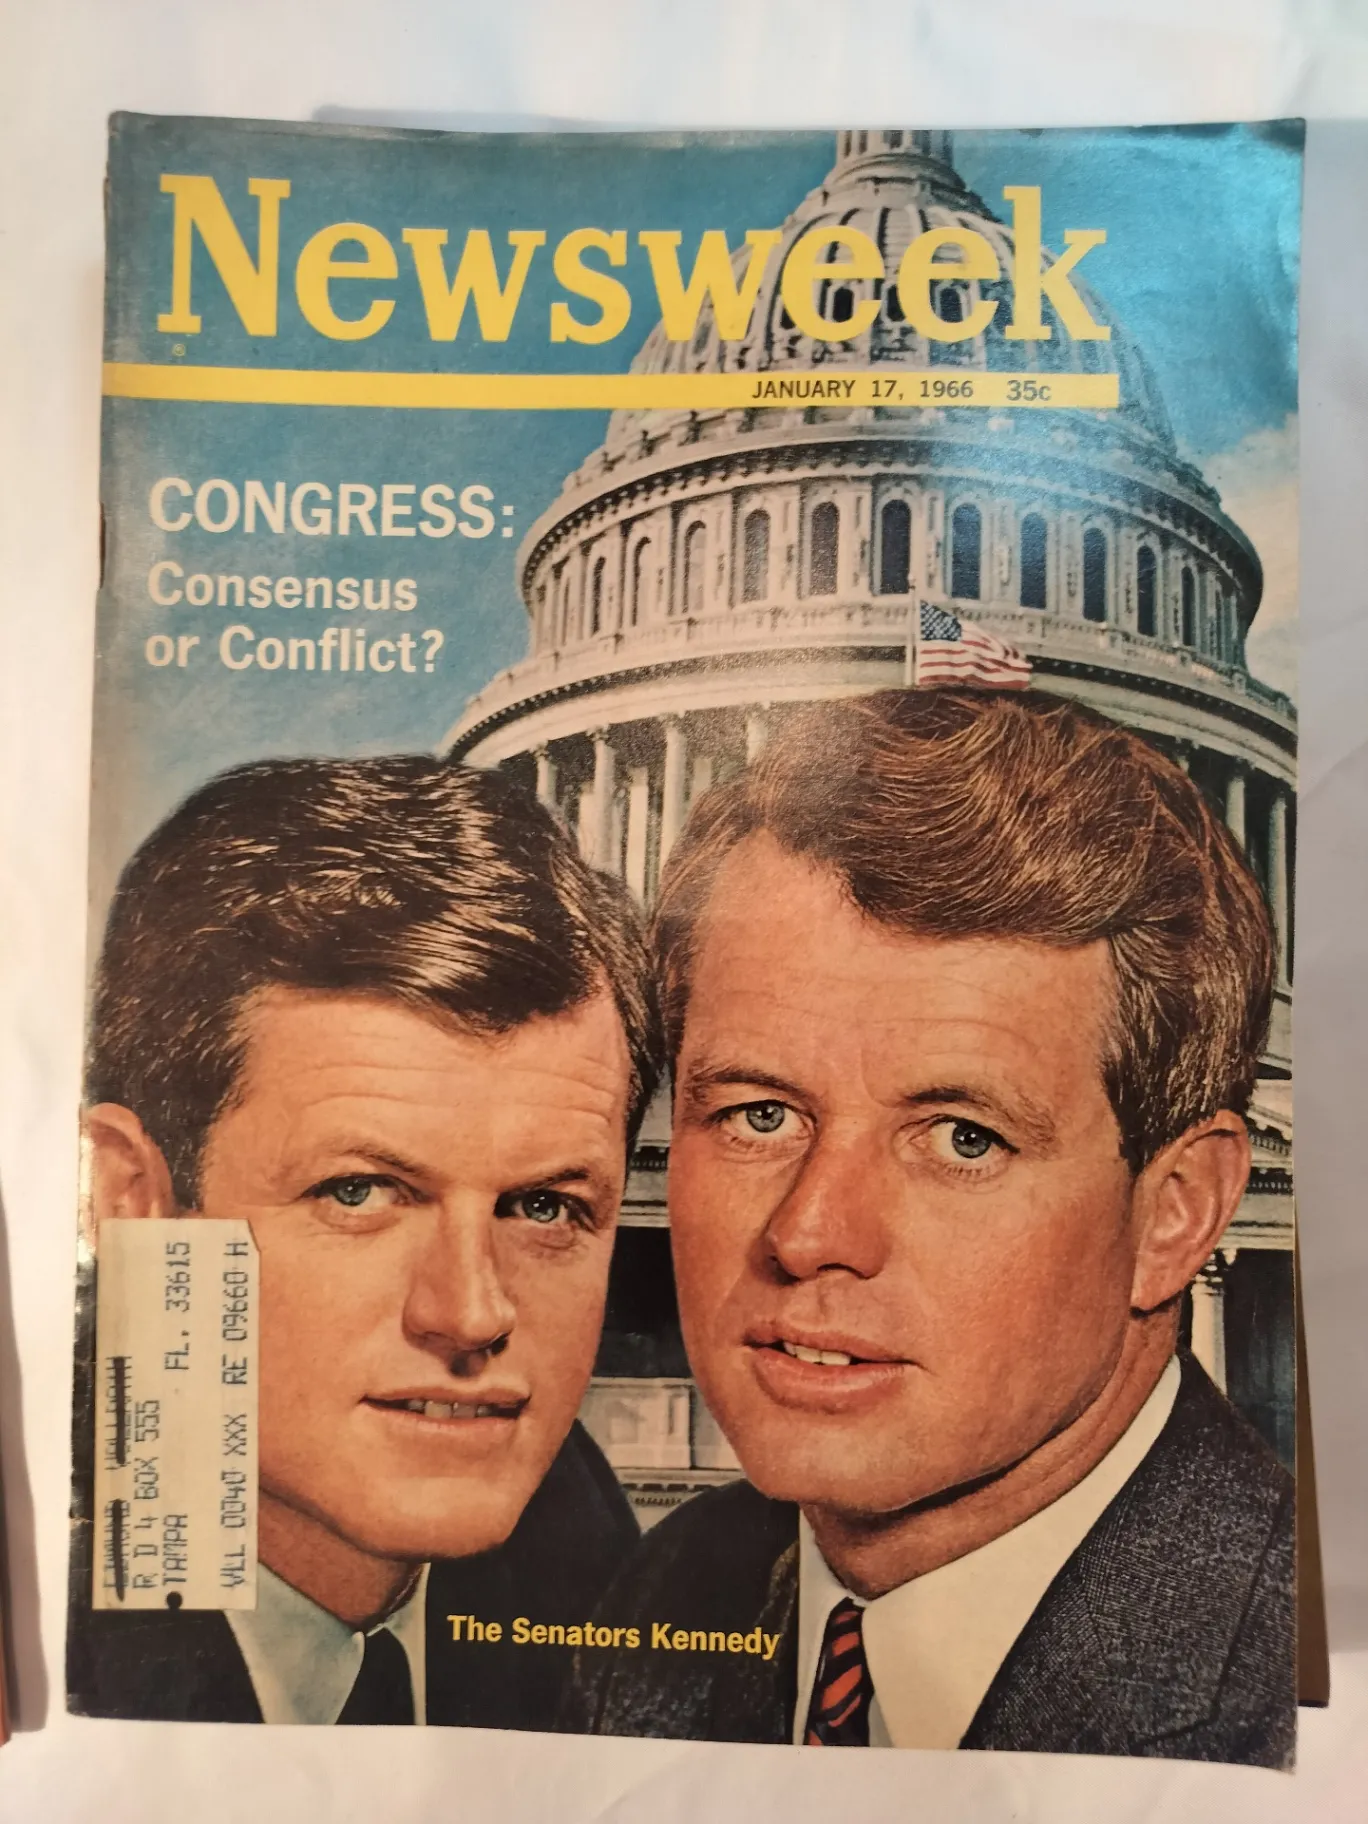 Newsweek
®
JANUARY 17, 1966 35c
CONGRESS:
Consensus
or Conflict?
The Senators Kennedy
R D 4 BOX 555
TAMPA FL. 33615
VLL 0040 XXX RE 09660 H